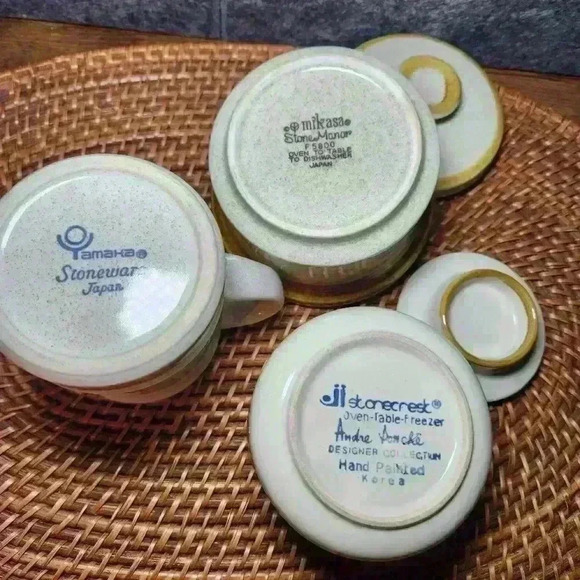 mikasa
Stone Manor
F5800
OVEN TO TABLE
TO DISHWASHER
JAPAN
Yamaka®
Stoneware
Japan
Ji stonecrest®
Oven-Table-Freezer
Andre
DESIGNER COLLECTION
Hand Painted
Korea